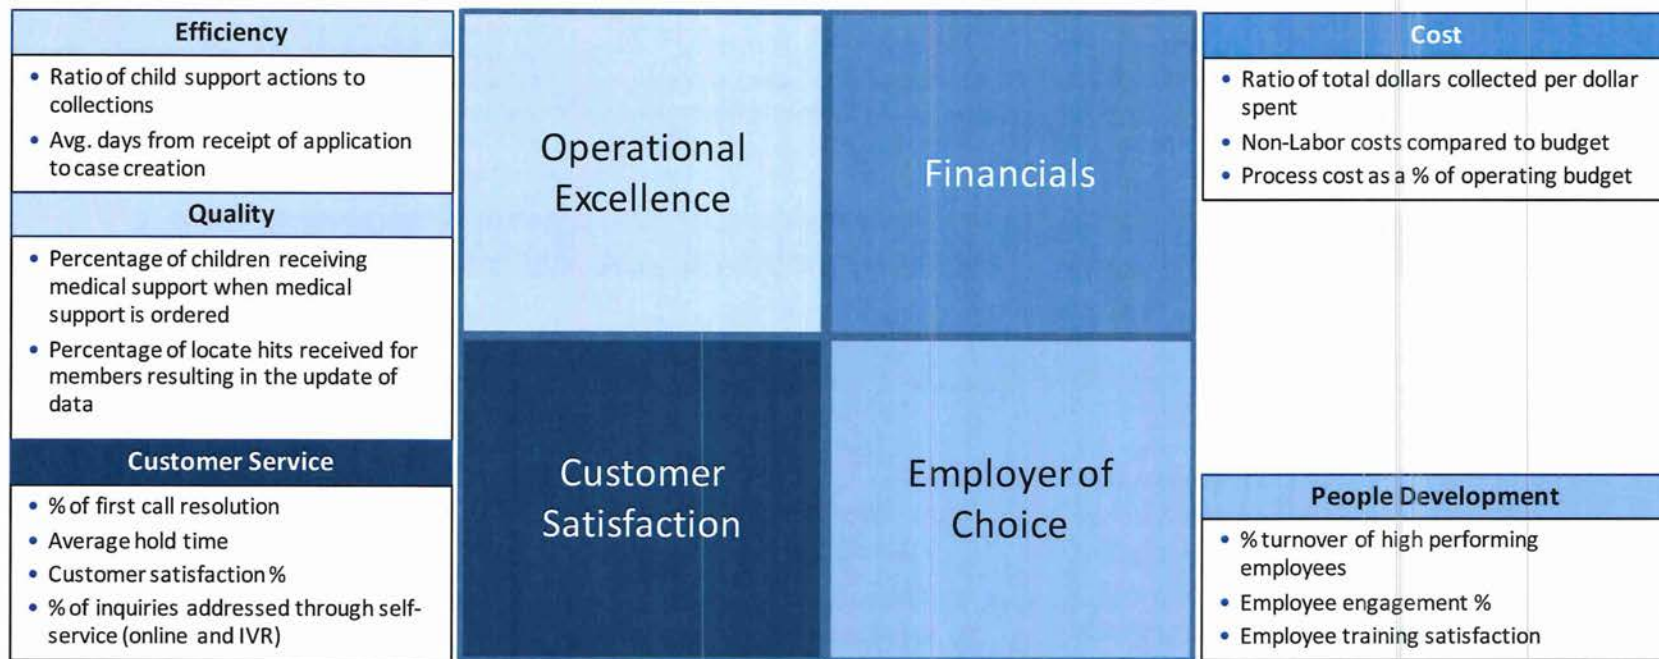 Efficiency
• Ratio of child support actions to
collections
• Avg. days from receipt of application
to case creation
Quality
• Percentage of children receiving
medical support when medical
support is ordered
• Percentage of locate hits received for
members resulting in the update of
data
Customer Service
• % of first call resolution
• Average hold time
• Customer satisfaction %
• % of inquiries addressed through self-
service (online and IVR)
Operational
Excellence
Financials
Customer
Satisfaction
Employer of
Choice
Cost
• Ratio of total dollars collected per dollar
spent
• Non-Labor costs compared to budget
• Process cost as a % of operating budget
People Development
• % turnover of high performing
employees
• Employee engagement %
• Employee training satisfaction